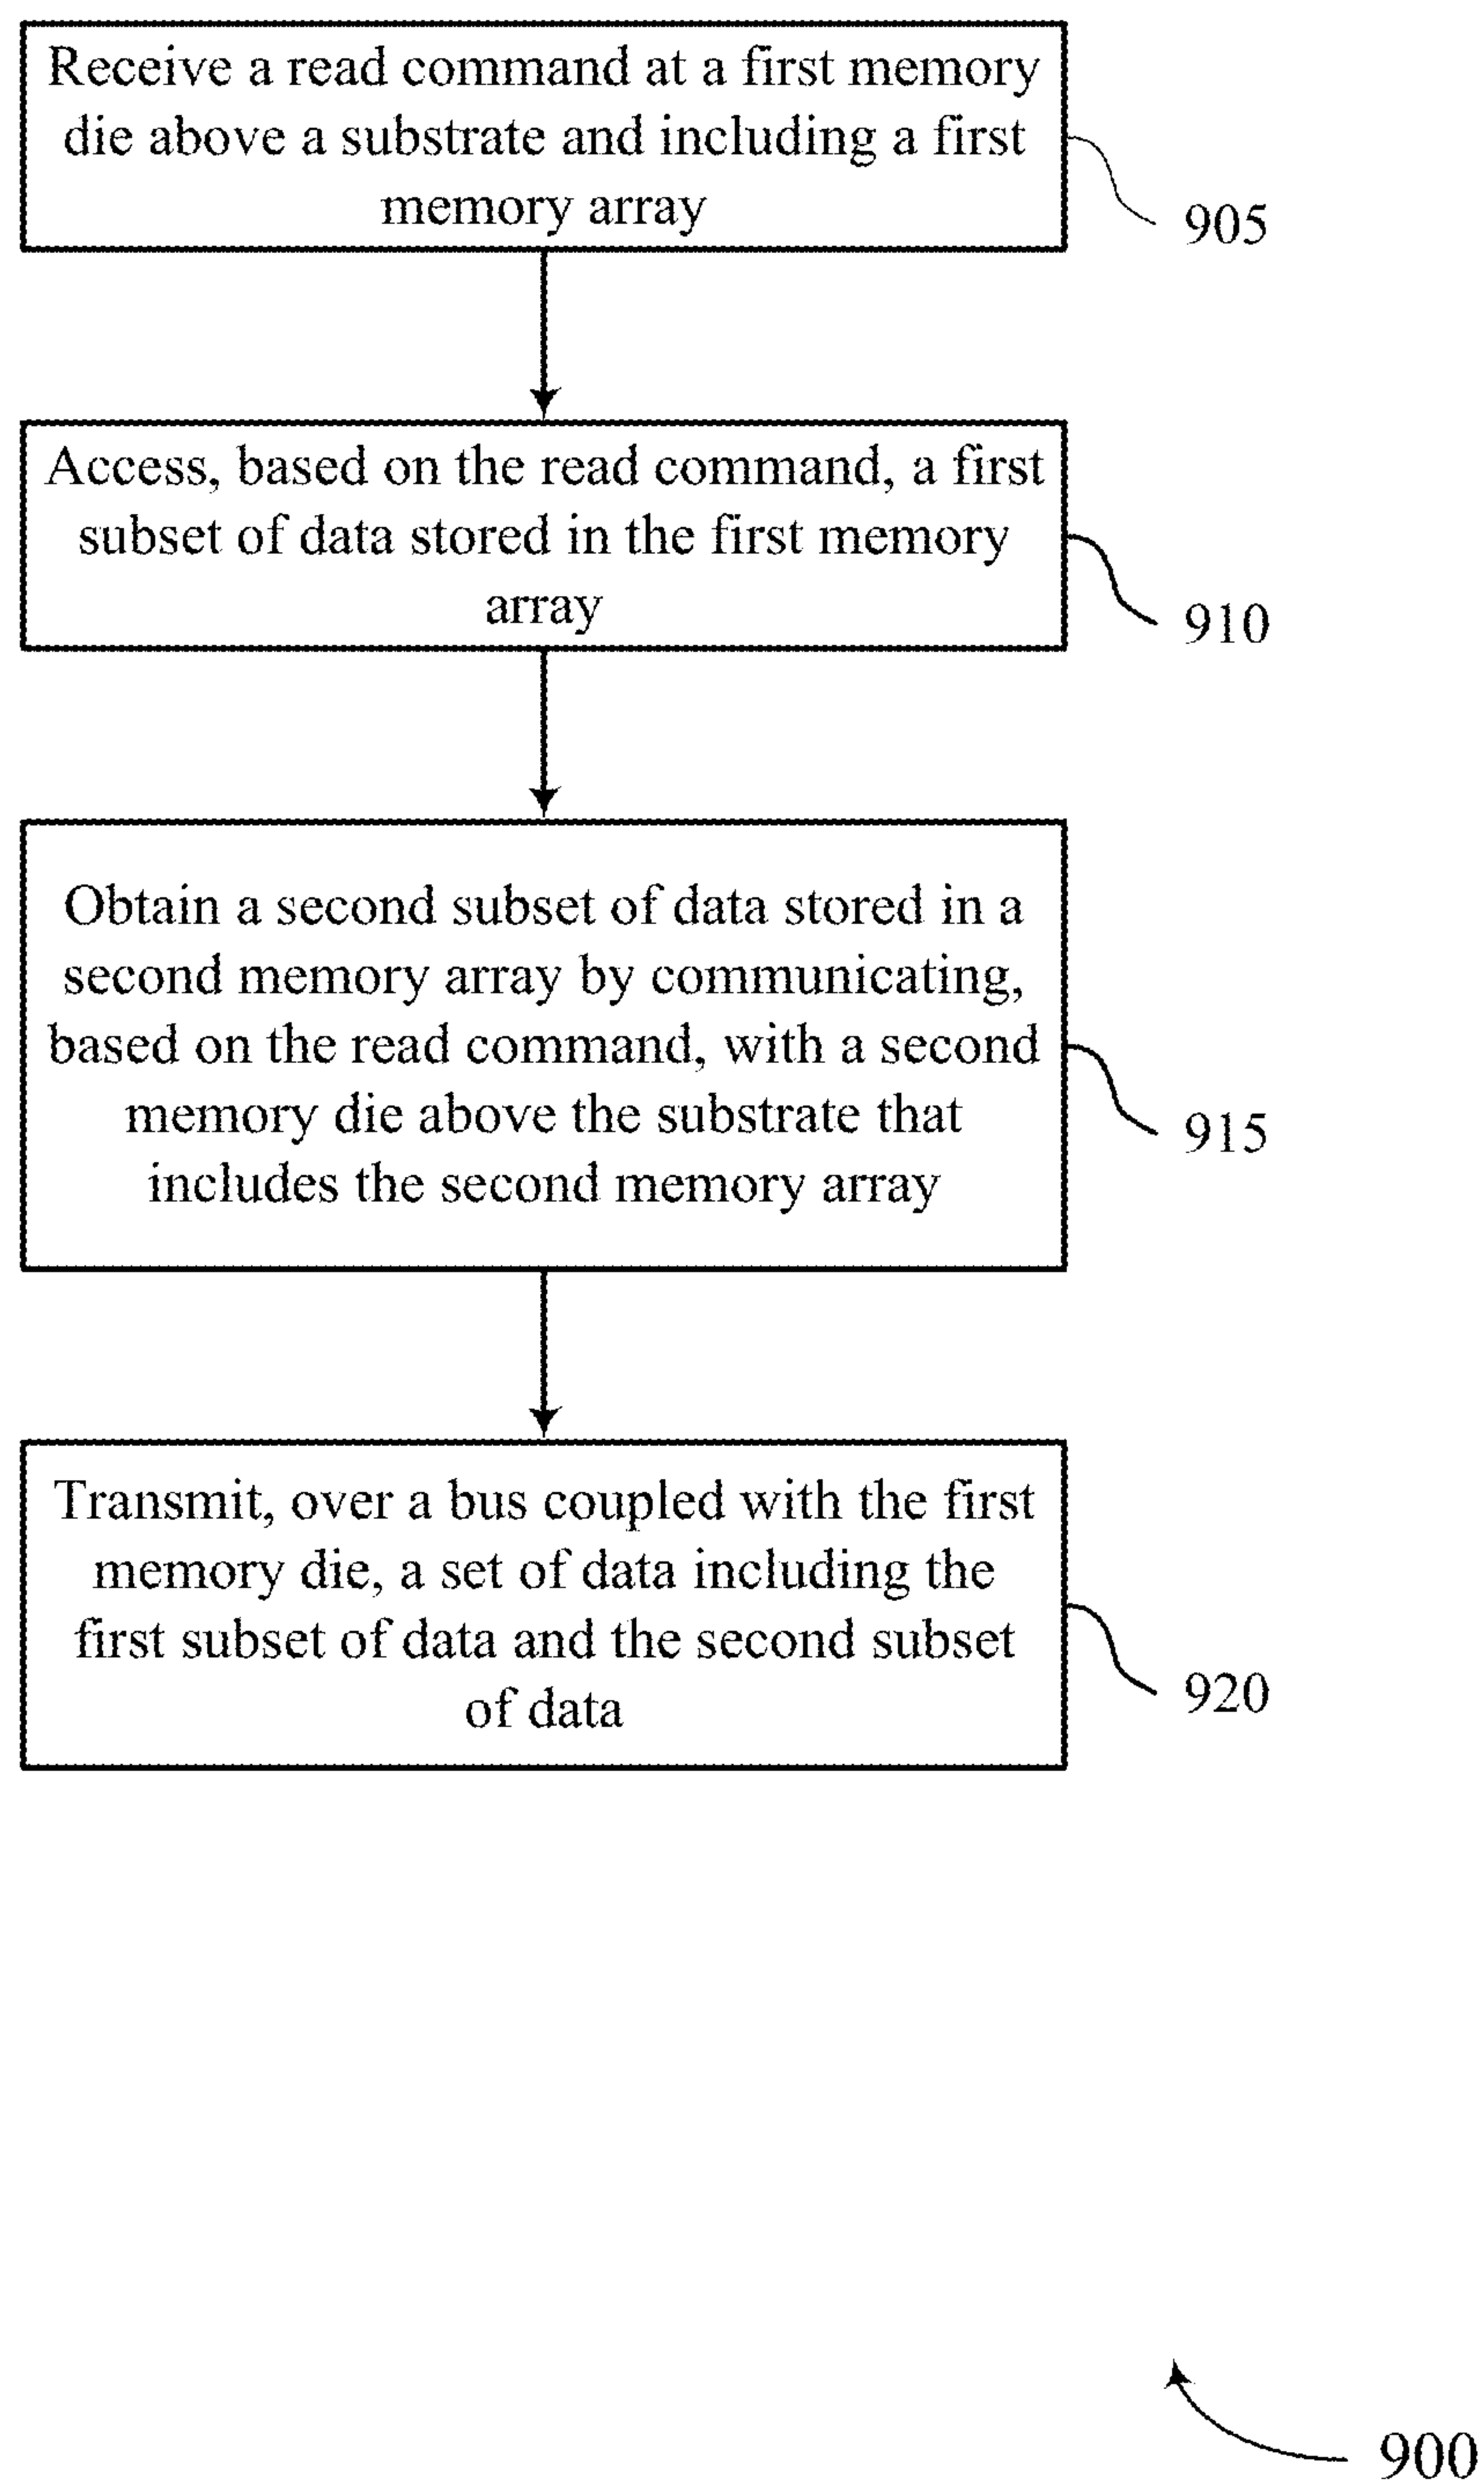 Receive a read command at a first memory
die above a substrate and including a first
memory array
905
Access, based on the read command, a first
subset of data stored in the first memory
array
910
Obtain a second subset of data stored in a
second memory array by communicating,
based on the read command, with a second
memory die above the substrate that
includes the second memory array
915
Transmit, over a bus coupled with the first
memory die, a set of data including the
first subset of data and the second subset
of data
920
900